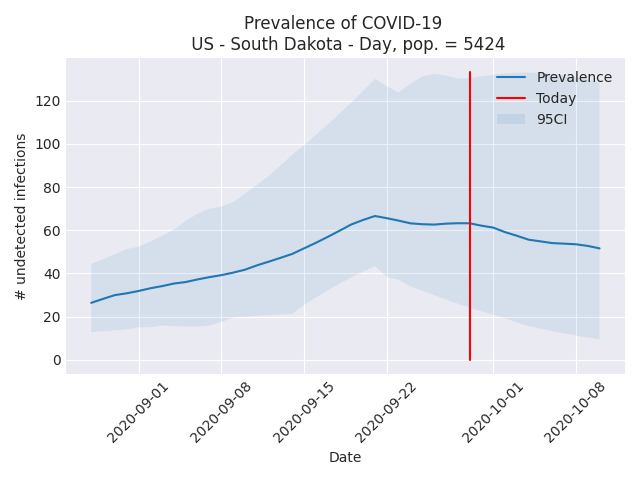 Prevalence of COVID-19
US - South Dakota - Day, pop. = 5424
Prevalence
Today
95CI
# undetected infections
120
100
80
60
40
20
0
2020-09-01
2020-09-08
2020-09-15
2020-09-22
2020-10-01
2020-10-08
Date